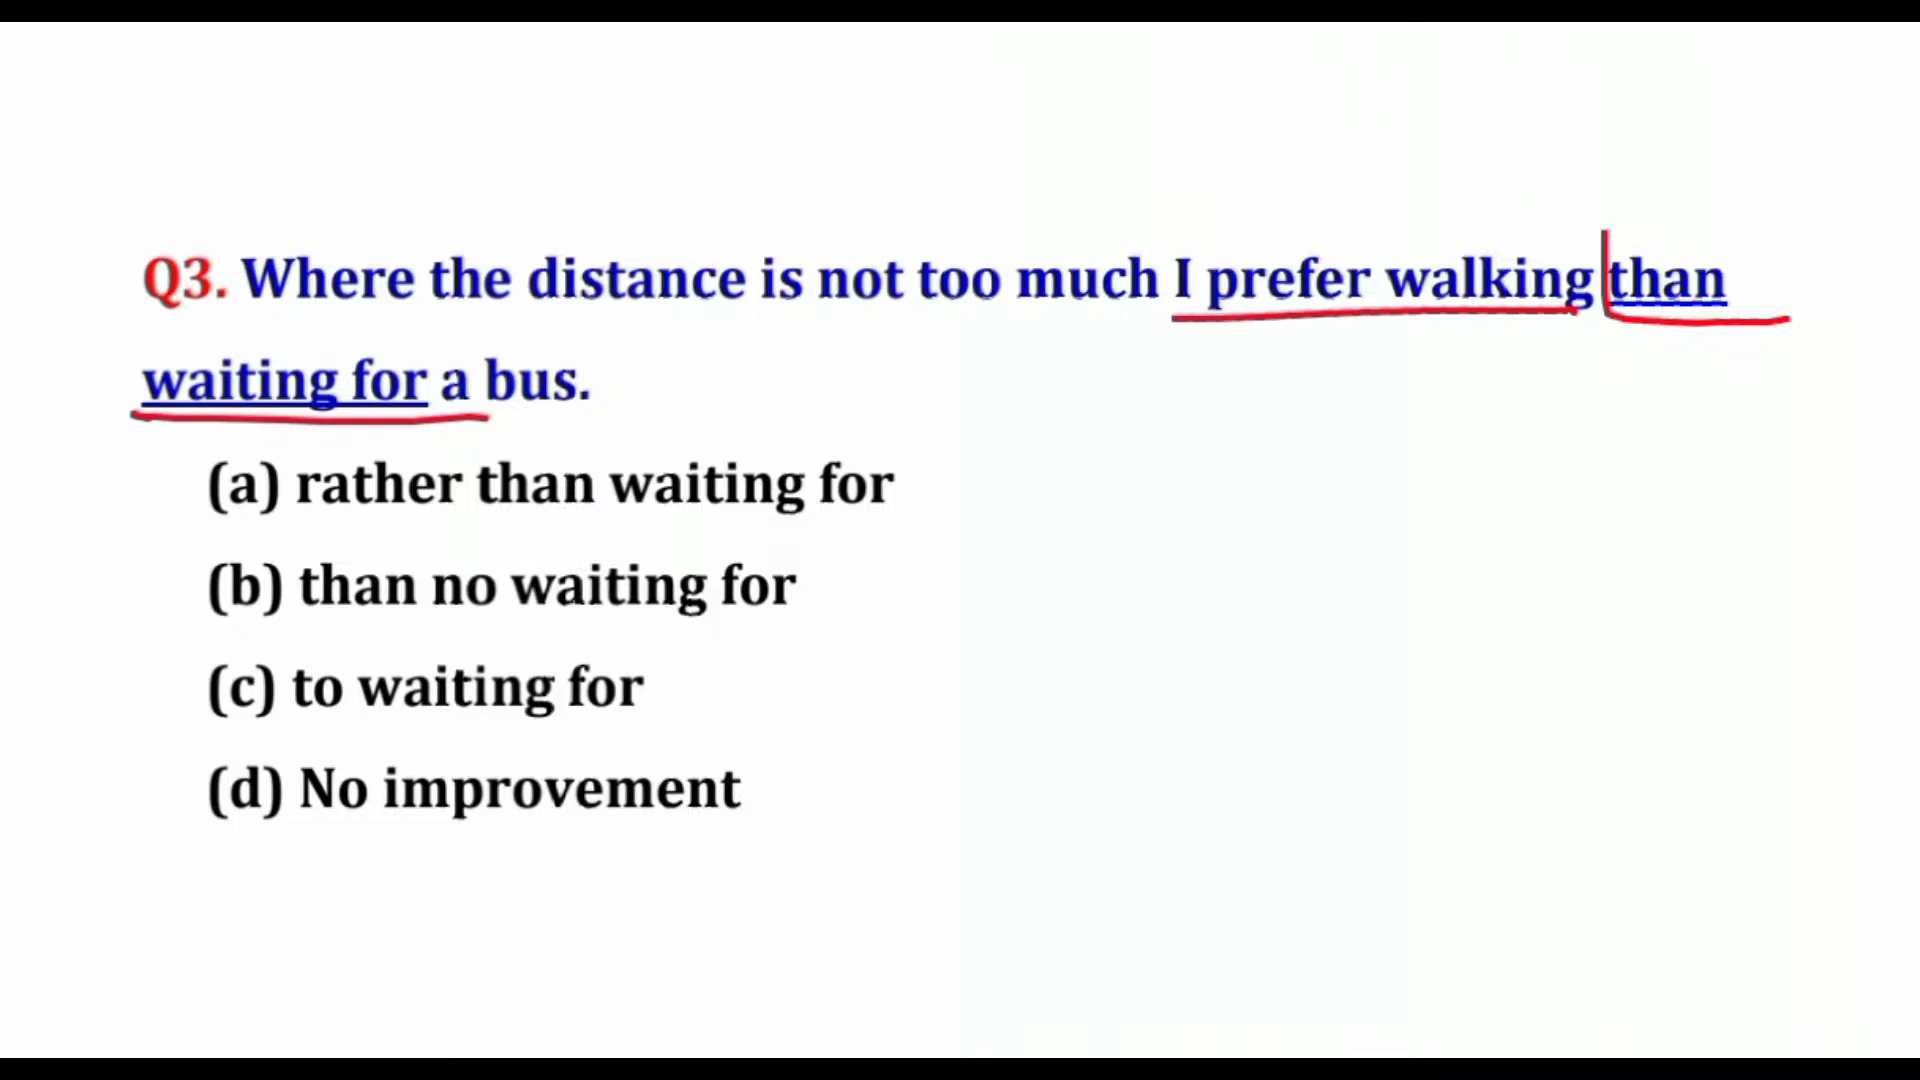 Q3. Where the distance is not too much I prefer walking than
waiting for a bus.
(a) rather than waiting for
(b) than no waiting for
(c) to waiting for
(d) No improvement